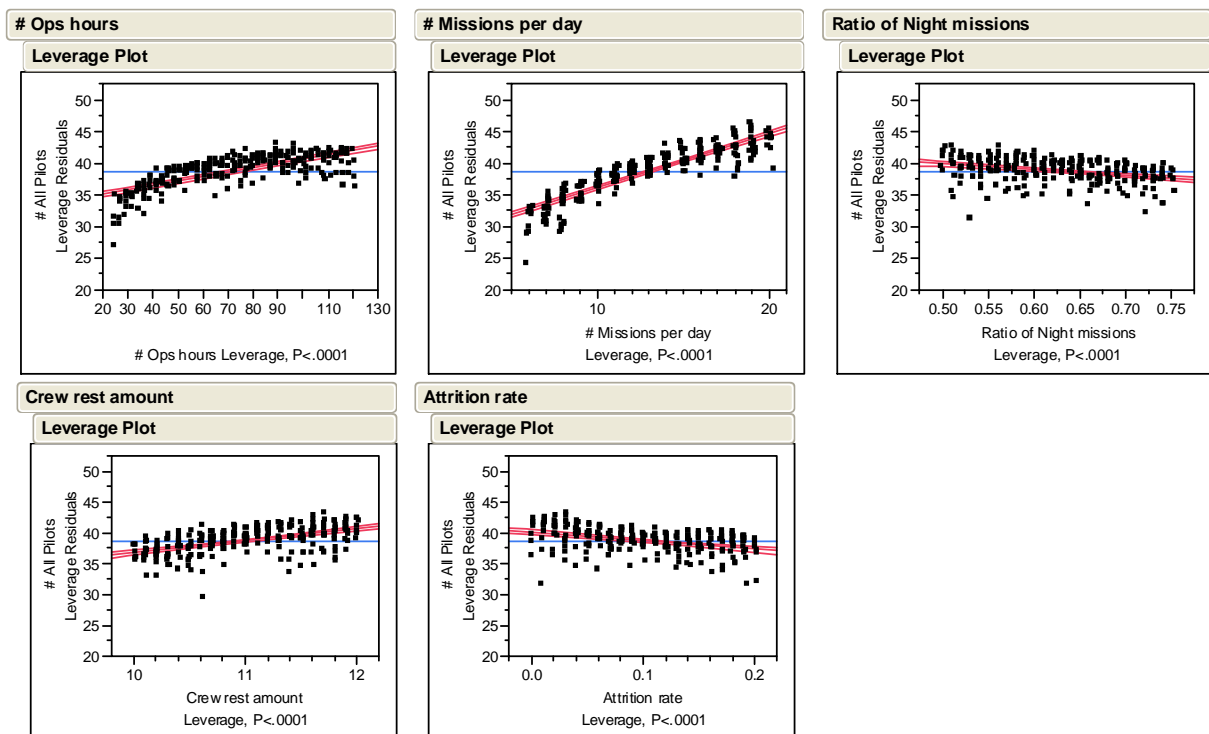 # Ops hours
Leverage Plot
50
45
40
35
30
25
20
# All Pilots
Leverage Residuals
20 30 40 50 60 70 80 90 110 130
# Ops hours Leverage, P<.0001
# Missions per day
Leverage Plot
50
45
40
35
30
25
20
# All Pilots
Leverage Residuals
10 20
# Missions per day
Leverage, P<.0001
Ratio of Night missions
Leverage Plot
50
45
40
35
30
25
20
# All Pilots
Leverage Residuals
0.50 0.55 0.60 0.65 0.70 0.75
Ratio of Night missions
Leverage, P<.0001
Crew rest amount
Leverage Plot
50
45
40
35
30
25
20
# All Pilots
Leverage Residuals
10 11 12
Crew rest amount
Leverage, P<.0001
Attrition rate
Leverage Plot
50
45
40
35
30
25
20
# All Pilots
Leverage Residuals
0.0 0.1 0.2
Attrition rate
Leverage, P<.0001